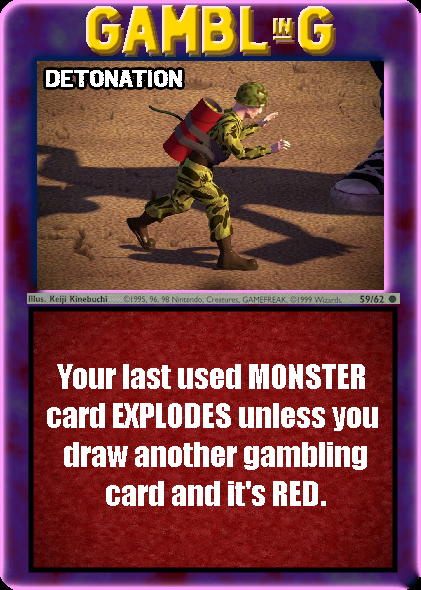 GAMBLING
DETONATION
Illus. Keiji Kinebuchi ©1995, 96, 98 Nintendo, Creatures, GAMEFREAK. ©1999 Wizards. 59/62
Your last used MONSTER
card EXPLODES unless you
draw another gambling
card and it's RED.